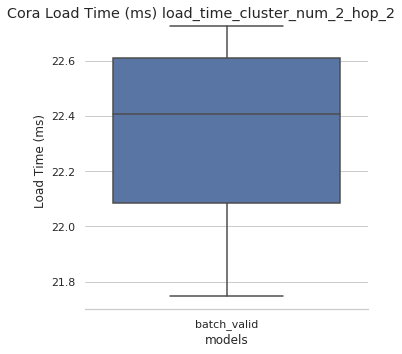 Cora Load Time (ms) load_time_cluster_num_2_hop_2
22.6
22.4
22.2
22.0
21.8
Load Time (ms)
batch_valid
models